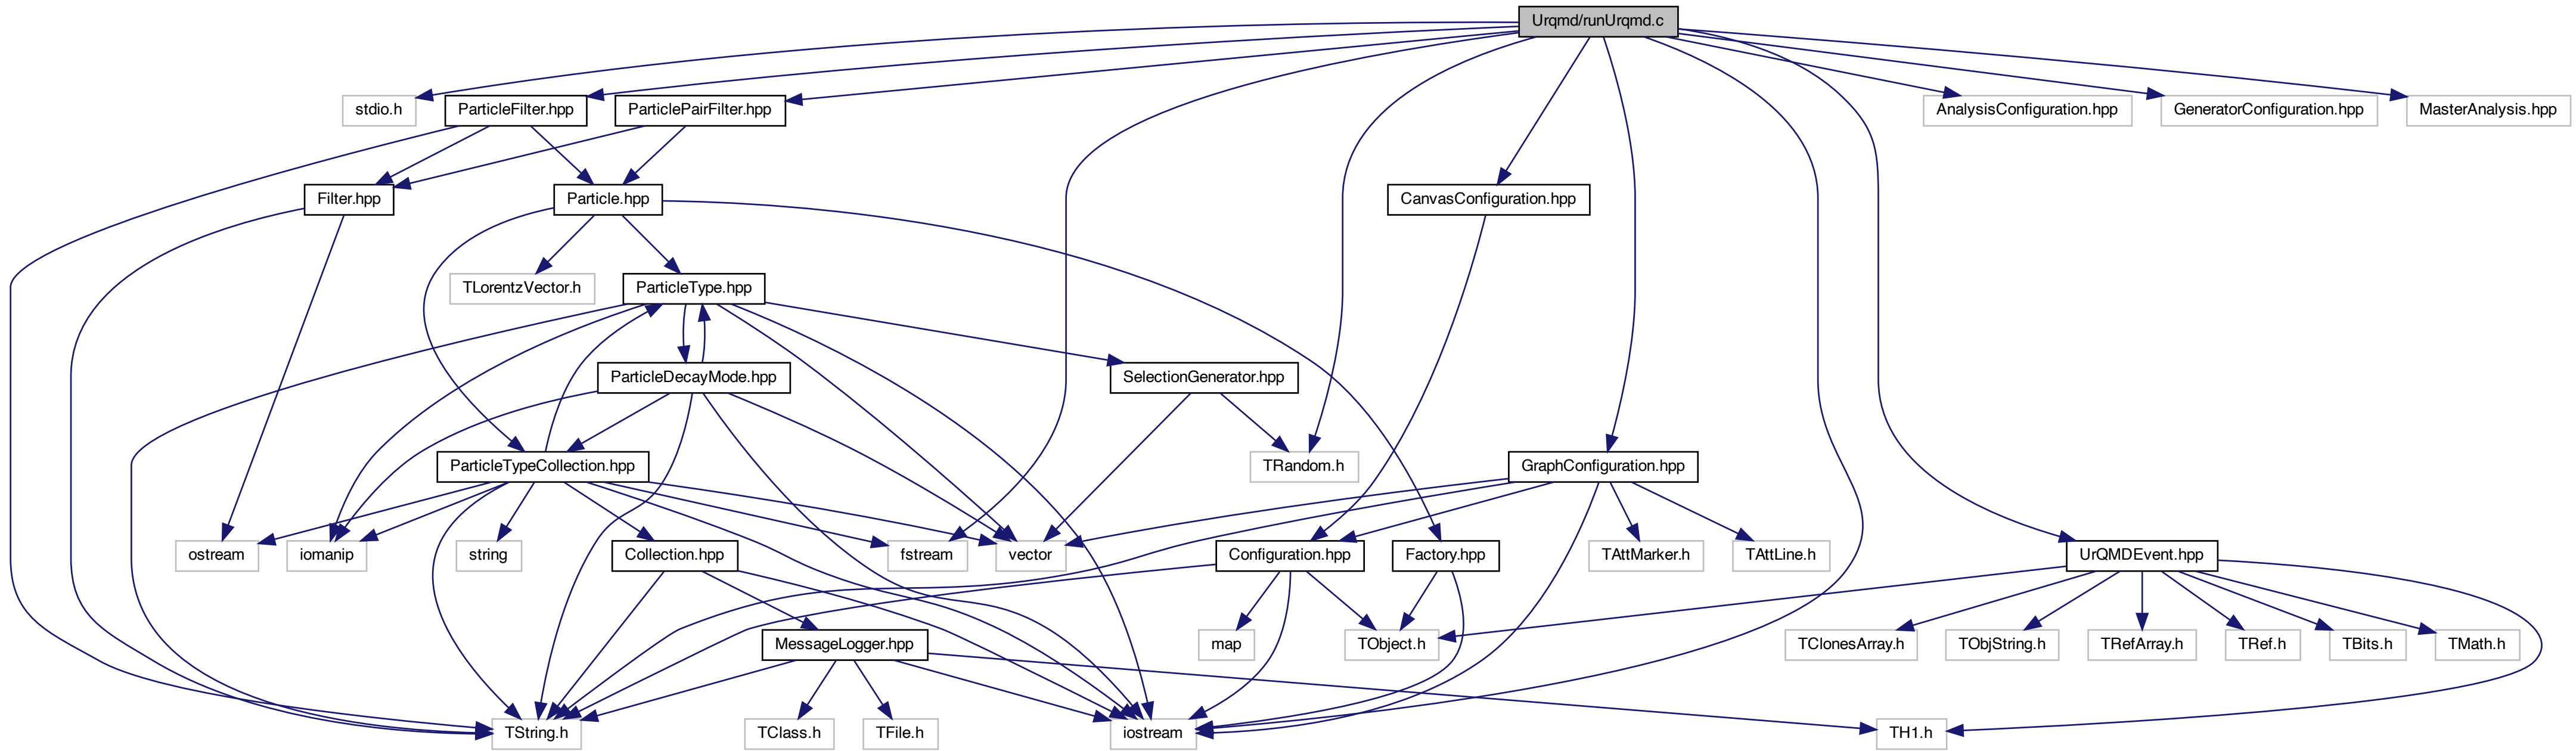 Urqmd/runUrqmd.c
stdio.h
ParticleFilter.hpp
ParticlePairFilter.hpp
AnalysisConfiguration.hpp
GeneratorConfiguration.hpp
MasterAnalysis.hpp
Filter.hpp
Particle.hpp
CanvasConfiguration.hpp
TLorentzVector.h
ParticleType.hpp
ParticleDecayMode.hpp
SelectionGenerator.hpp
ParticleTypeCollection.hpp
TRandom.h
GraphConfiguration.hpp
ostream
iomanip
string
Collection.hpp
fstream
vector
Configuration.hpp
Factory.hpp
TAttMarker.h
TAttLine.h
UrQMDEvent.hpp
MessageLogger.hpp
map
TObject.h
TClonesArray.h
TObjString.h
TRefArray.h
TRef.h
TBits.h
TMath.h
TString.h
TClass.h
TFile.h
iostream
TH1.h